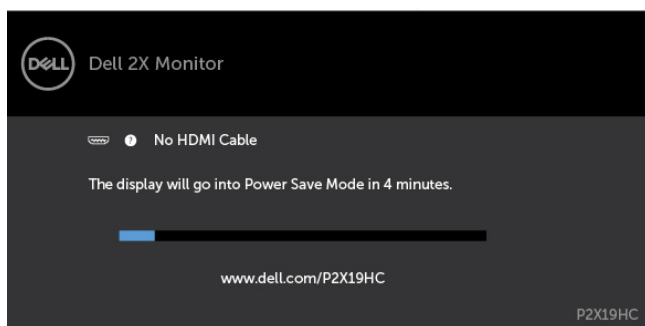 DELL
Dell 2X Monitor
? No HDMI Cable
The display will go into Power Save Mode in 4 minutes.
www.dell.com/P2X19HC
P2X19HC